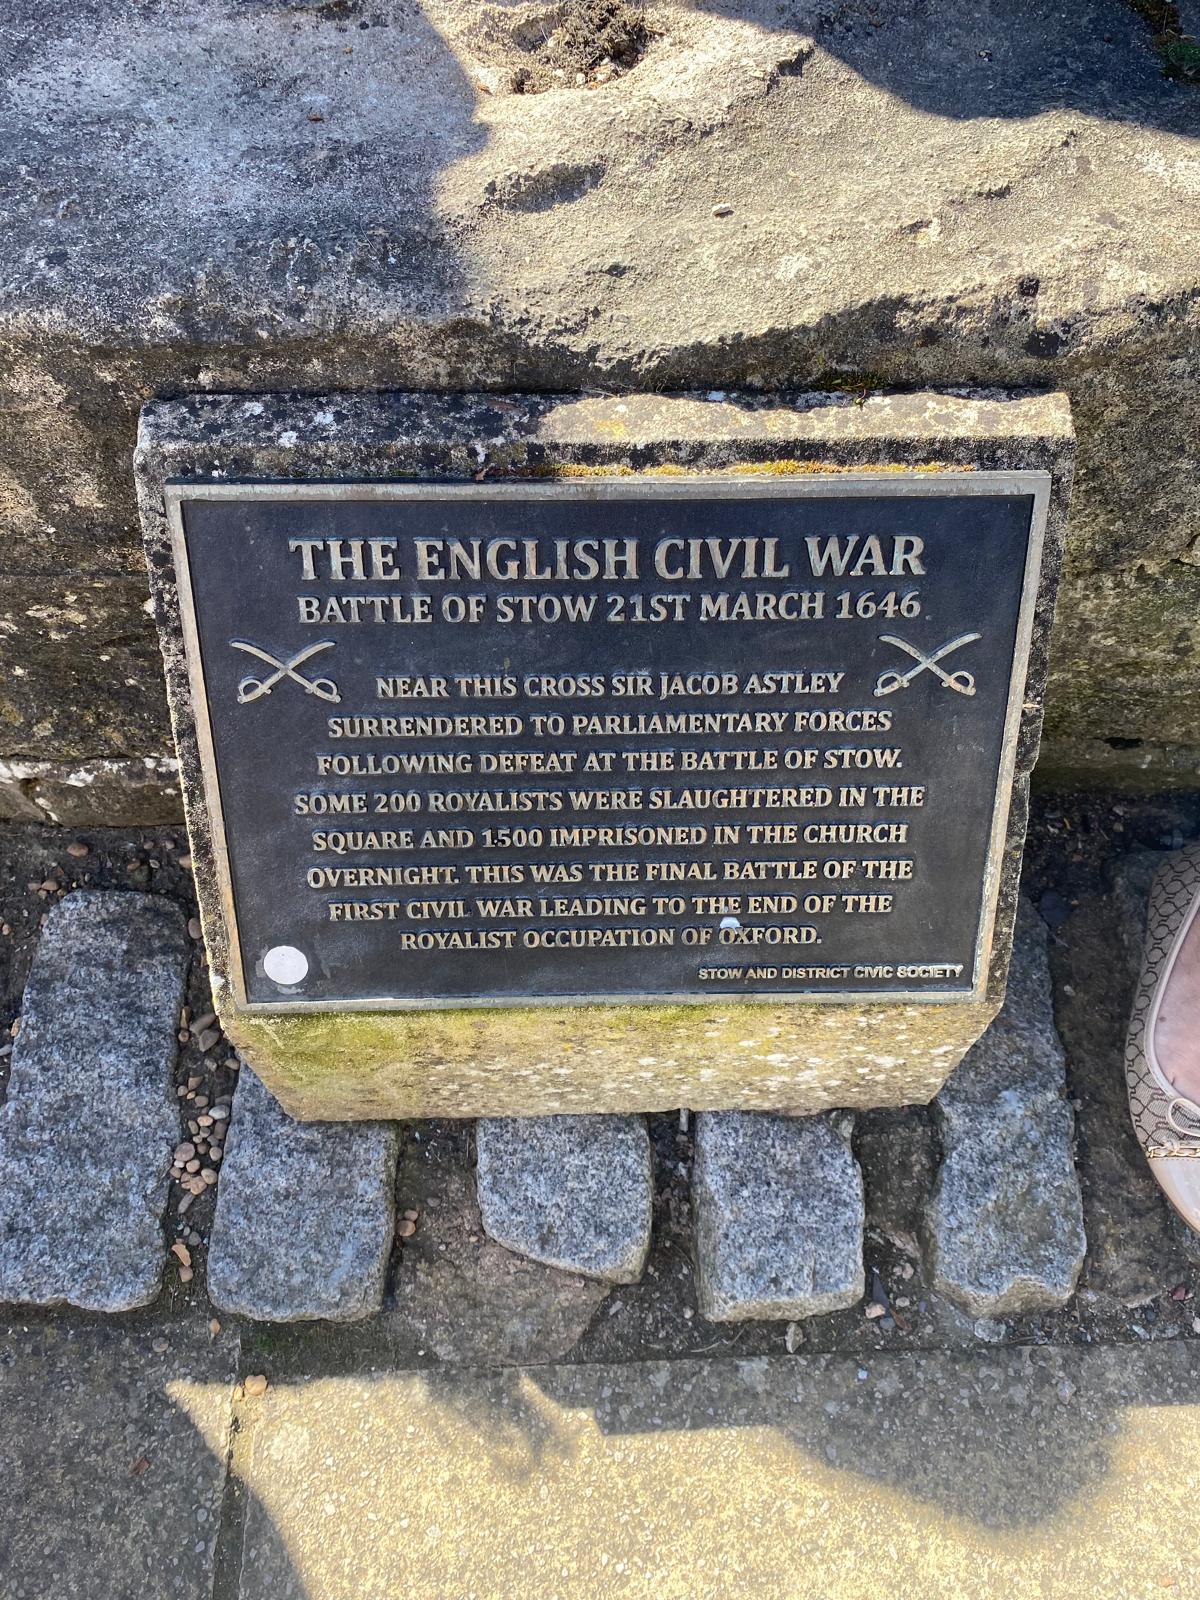 THE ENGLISH CIVIL WAR
BATTLE OF STOW 21ST MARCH 1646
NEAR THIS CROSS SIR JACOB ASTLEY
SURRENDERED TO PARLIAMENTARY FORCES
FOLLOWING DEFEAT AT THE BATTLE OF STOW.
SOME 200 ROYALISTS WERE SLAUGHTERED IN THE
SQUARE AND 1500 IMPRISONED IN THE CHURCH
OVERNIGHT. THIS WAS THE FINAL BATTLE OF THE
FIRST CIVIL WAR LEADING TO THE END OF THE
ROYALIST OCCUPATION OF OXFORD.
STOW AND DISTRICT CIVIC SOCIETY